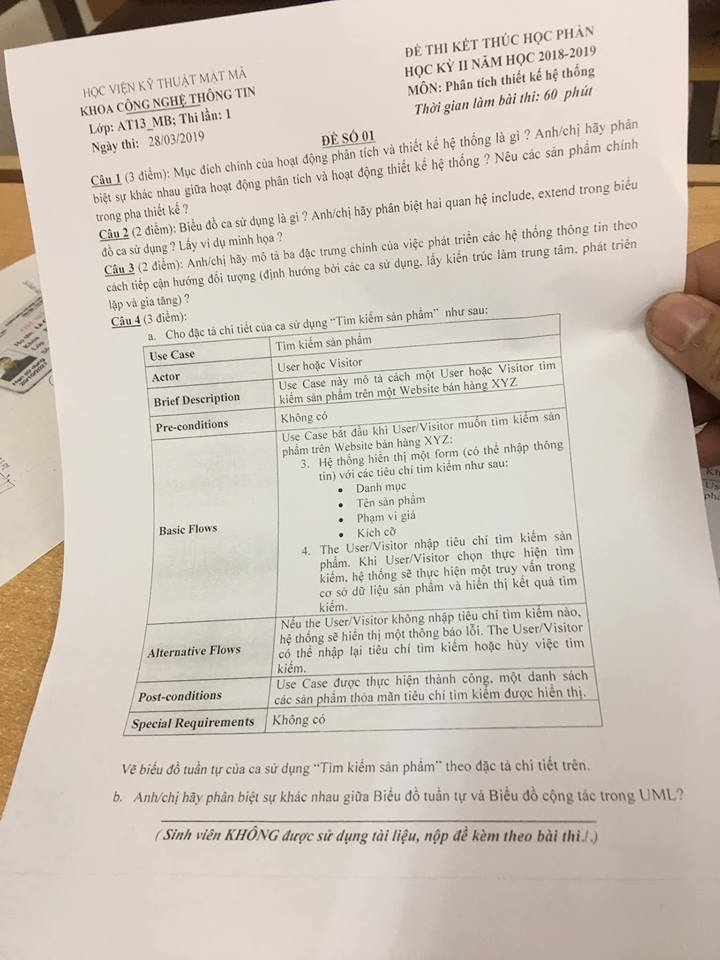 HỌC VIỆN KỸ THUẬT MẬT MÃ
KHOA CÔNG NGHỆ THÔNG TIN
Lớp: AT13_MB; Thi lần: 1
Ngày thi: 28/03/2019
ĐỀ THI KẾT THÚC HỌC PHẦN
HỌC KỲ II NĂM HỌC 2018-2019
MÔN: Phân tích thiết kế hệ thống
Thời gian làm bài thi: 60 phút
ĐỀ SỐ 01
Câu 1 (3 điểm): Mục đích chính của hoạt động phân tích và thiết kế hệ thống là gì ? Anh/chị hãy phân
biệt sự khác nhau giữa hoạt động phân tích và hoạt động thiết kế hệ thống ? Nêu các sản phẩm chính
trong pha thiết kế ?
Câu 2 (2 điểm): Biểu đồ ca sử dụng là gì ? Anh/chị hãy phân biệt hai quan hệ include, extend trong biểu
đồ ca sử dụng ? Lấy ví dụ minh họa ?
Câu 3 (2 điểm): Anh/chị hãy mô tả ba đặc trưng chính của việc phát triển các hệ thống thông tin theo
cách tiếp cận hướng đối tượng (định hướng bởi các ca sử dụng, lấy kiến trúc làm trung tâm, phát triển
lặp và gia tăng) ?
Câu 4 (3 điểm):
a. Cho đặc tả chi tiết của ca sử dụng “Tìm kiếm sản phẩm” như sau:
Use Case
Tìm kiếm sản phẩm
Actor
User hoặc Visitor
Brief Description
Use Case này mô tả cách một User hoặc Visitor tìm
kiếm sản phẩm trên một Website bán hàng XYZ
Pre-conditions
Không có
Basic Flows
Use Case bắt đầu khi User/Visitor muốn tìm kiếm sản
phẩm trên Website bán hàng XYZ:
3. Hệ thống hiển thị một form (có thể nhập thông
tin) với các tiêu chí tìm kiếm như sau:
• Danh mục
• Tên sản phẩm
• Phạm vi giá
• Kích cỡ
4. The User/Visitor nhập tiêu chí tìm kiếm sản
phẩm. Khi User/Visitor chọn thực hiện tìm
kiếm, hệ thống sẽ thực hiện một truy vấn trong
cơ sở dữ liệu sản phẩm và hiển thị kết quả tìm
kiếm.
Alternative Flows
Nếu the User/Visitor không nhập tiêu chí tìm kiếm nào,
hệ thống sẽ hiển thị một thông báo lỗi. The User/Visitor
có thể nhập lại tiêu chí tìm kiếm hoặc hủy việc tìm
kiếm.
Post-conditions
Use Case được thực hiện thành công, một danh sách
các sản phẩm thỏa mãn tiêu chí tìm kiếm được hiển thị.
Special Requirements
Không có
Vẽ biểu đồ tuần tự của ca sử dụng “Tìm kiếm sản phẩm” theo đặc tả chi tiết trên.
b. Anh/chị hãy phân biệt sự khác nhau giữa Biểu đồ tuần tự và Biểu đồ cộng tác trong UML?
( Sinh viên KHÔNG được sử dụng tài liệu, nộp đề kèm theo bài thi./.)